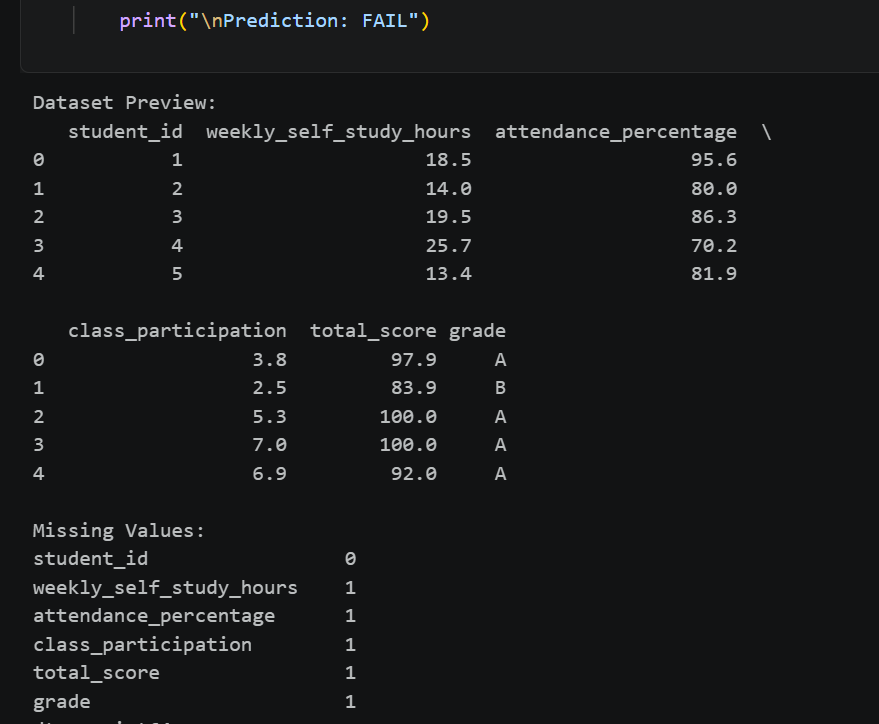 print("\nPrediction: FAIL")
Dataset Preview:
   student_id  weekly_self_study_hours  attendance_percentage  \
0           1                     18.5                   95.6
1           2                     14.0                   80.0
2           3                     19.5                   86.3
3           4                     25.7                   70.2
4           5                     13.4                   81.9
   class_participation  total_score grade
0                  3.8         97.9     A
1                  2.5         83.9     B
2                  5.3        100.0     A
3                  7.0        100.0     A
4                  6.9         92.0     A
Missing Values:
student_id                 0
weekly_self_study_hours    1
attendance_percentage      1
class_participation        1
total_score                1
grade                      1